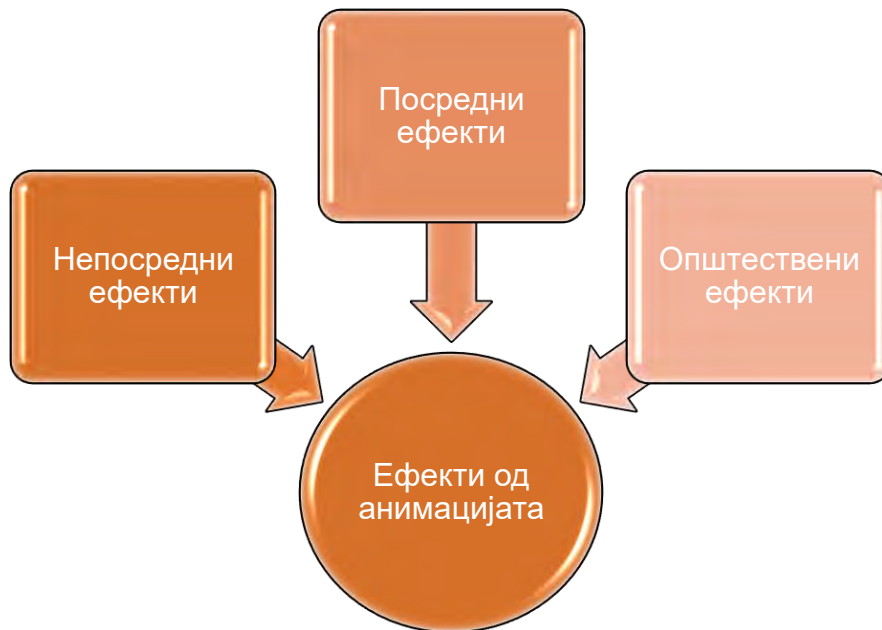 Посредни
ефекти
Непосредни
ефекти
Општествени
ефекти
Ефекти од
анимацијата